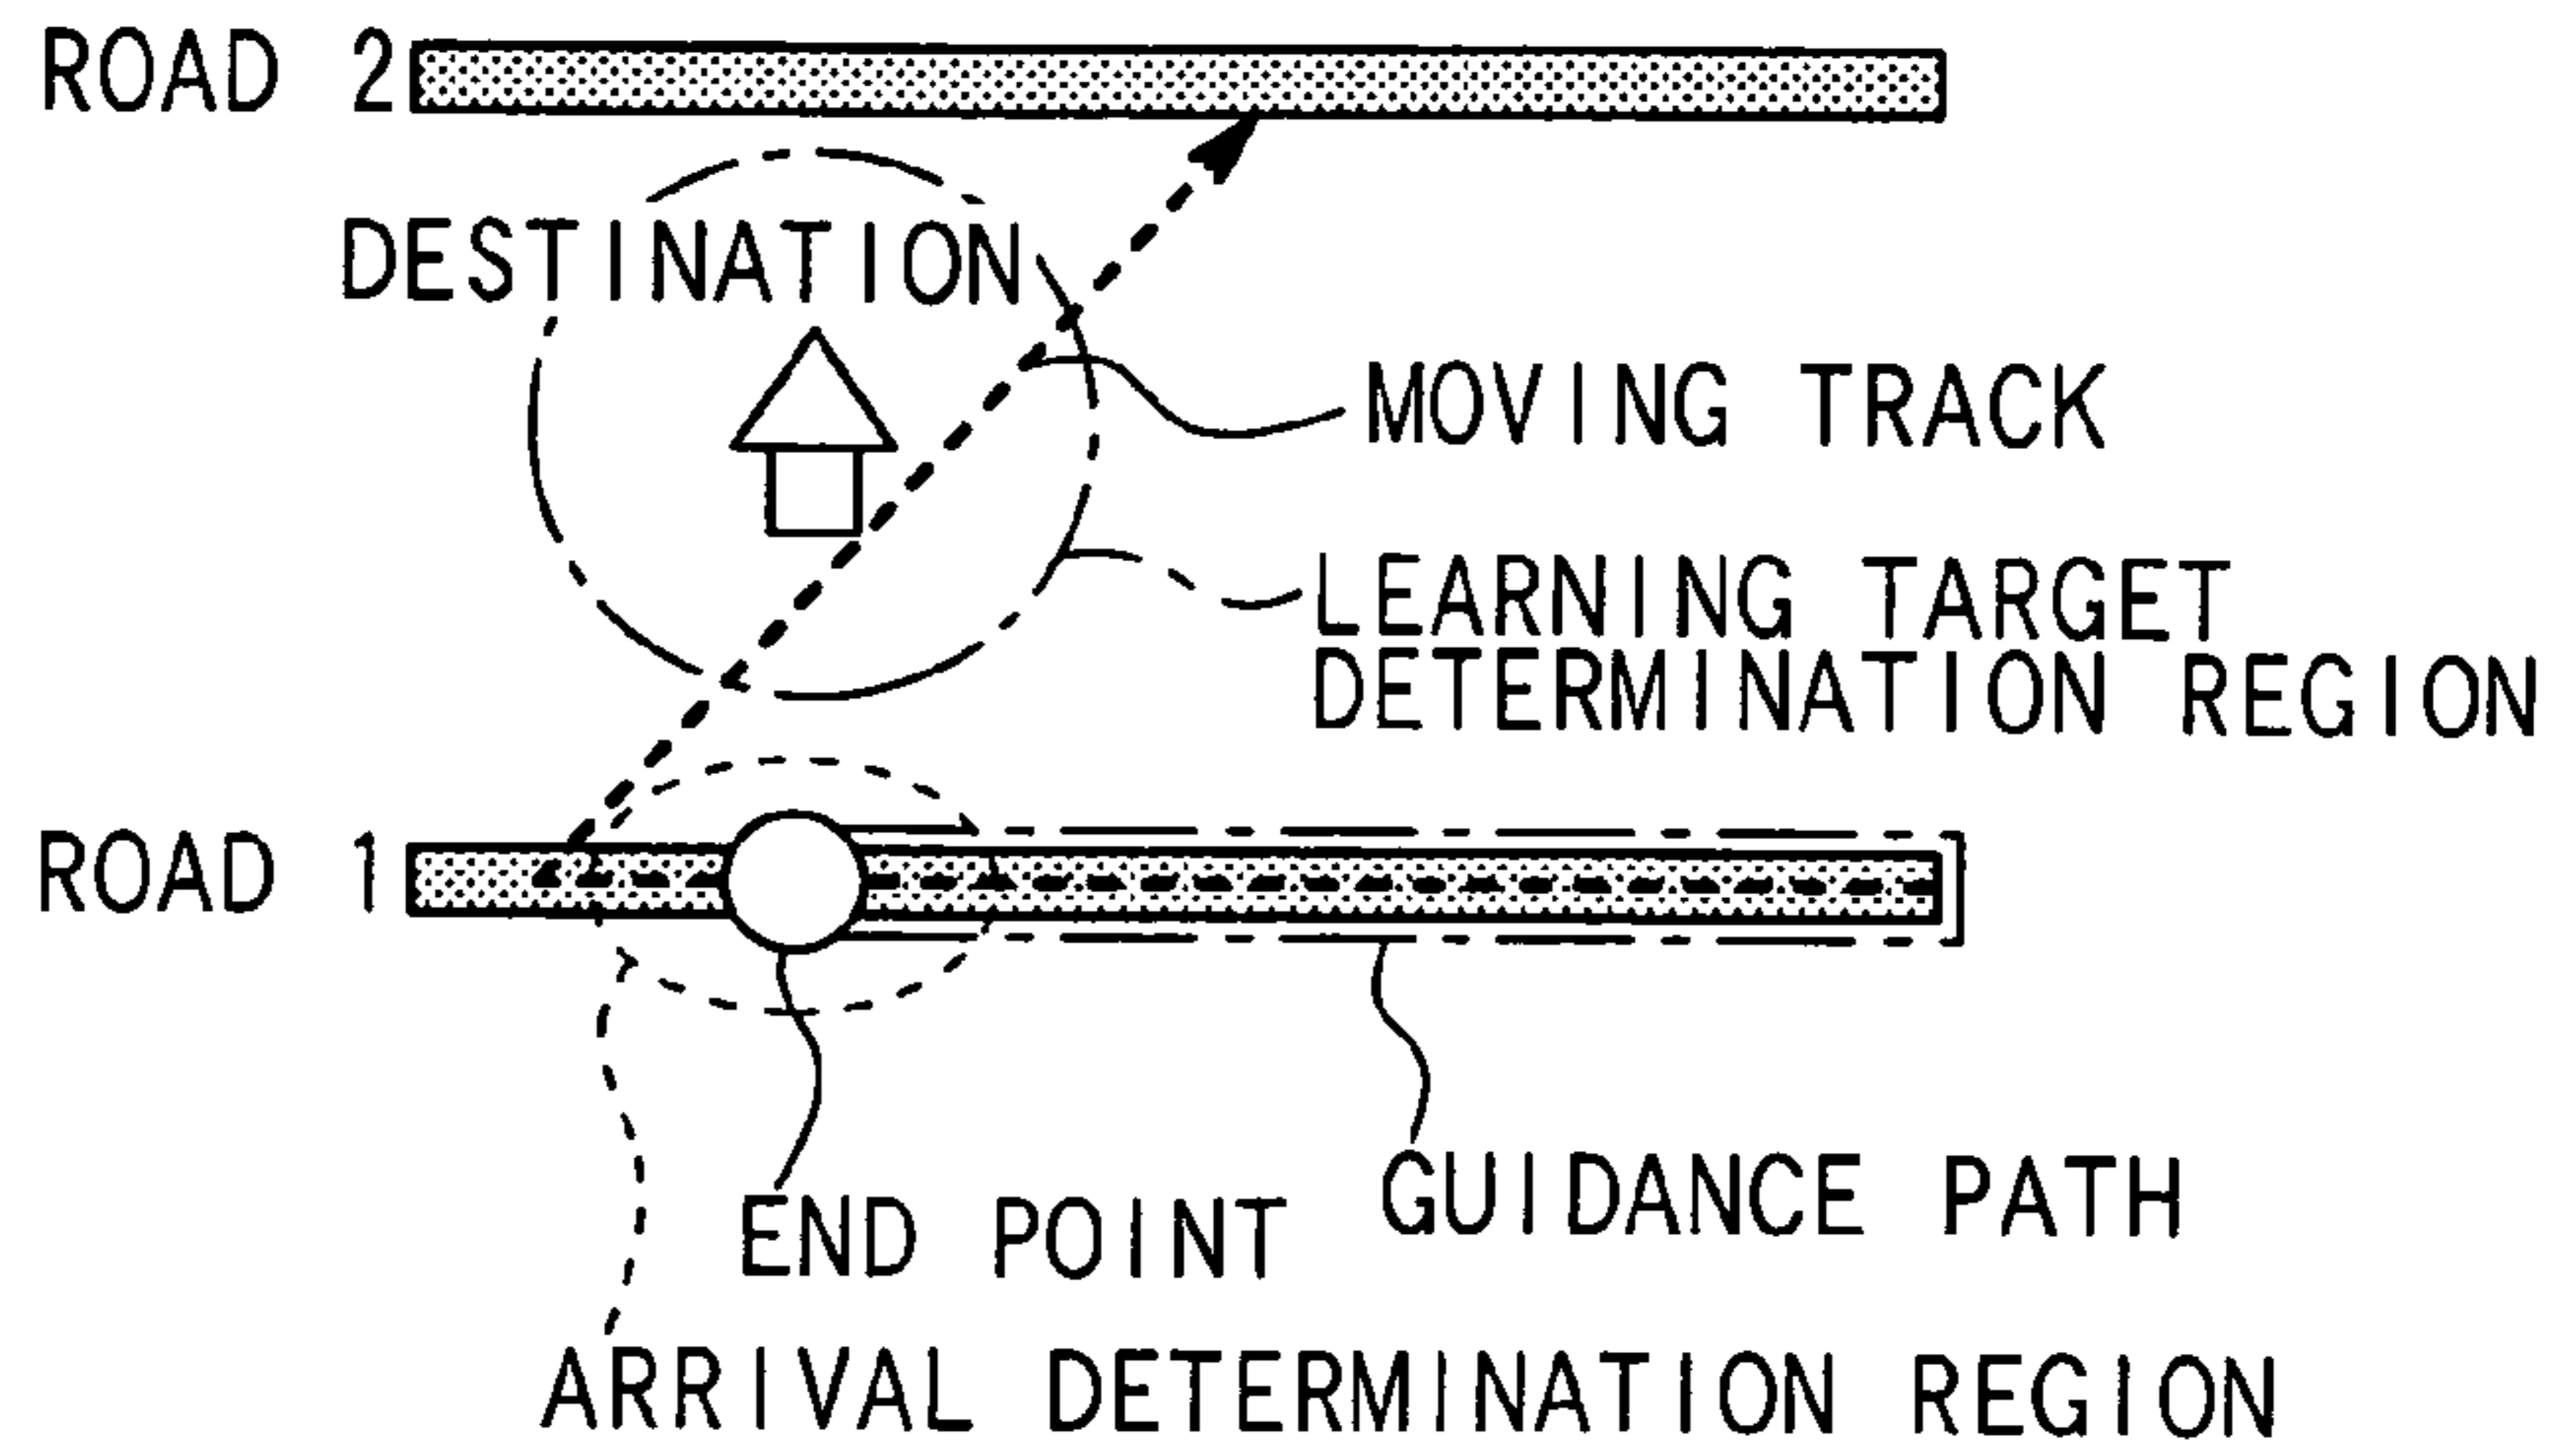 ROAD 2
DESTINATION
MOVING TRACK
LEARNING TARGET
DETERMINATION REGION
ROAD 1
GUIDANCE PATH
END POINT
ARRIVAL DETERMINATION REGION